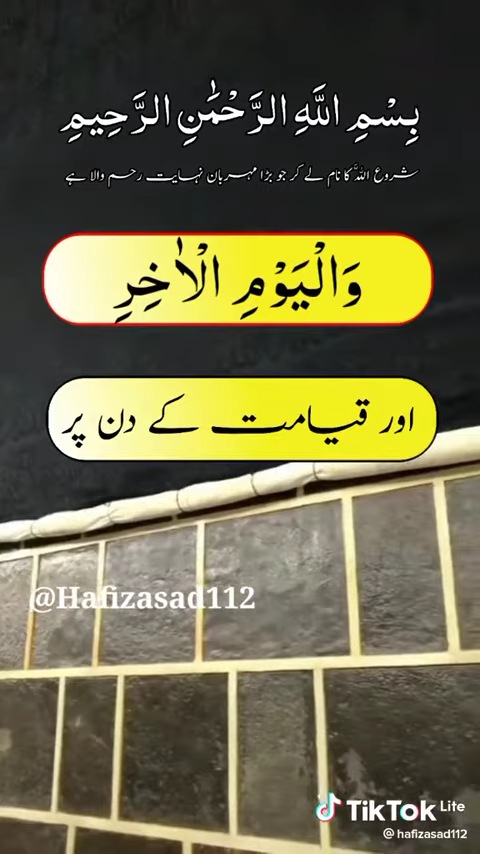 بِسْمِ اللَّهِ الرَّحْمَٰنِ الرَّحِيمِ
شروع اللہ کا نام لے کر جو بڑا مہربان نہایت رحم والا ہے
وَالْيَوْمِ الْاٰخِرِ
اور قیامت کے دن پر
@Hafizasad112
TikTok Lite
@hafizasad112